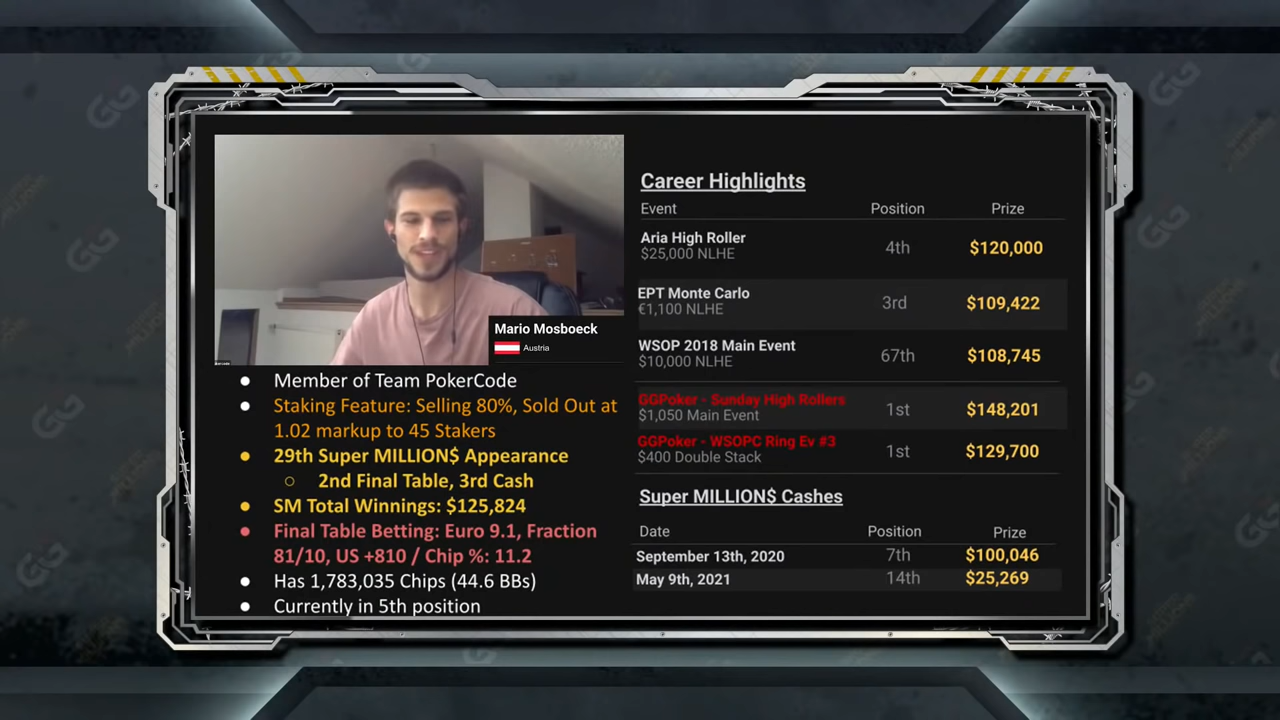 Mario Mosboeck
Austria
Member of Team PokerCode
Staking Feature: Selling 80%, Sold Out at
1.02 markup to 45 Stakers
29th Super MILLION$ Appearance
2nd Final Table, 3rd Cash
SM Total Winnings: $125,824
Final Table Betting: Euro 9.1, Fraction
81/10, US +810 / Chip %: 11.2
Has 1,783,035 Chips (44.6 BBs)
Currently in 5th position
Career Highlights
Event Position Prize
Aria High Roller
$25,000 NLHE 4th $120,000
EPT Monte Carlo
€1,100 NLHE 3rd $109,422
WSOP 2018 Main Event
$10,000 NLHE 67th $108,745
GGPoker - Sunday High Rollers
$1,050 Main Event 1st $148,201
GGPoker - WSOPC Ring Ev #3
$400 Double Stack 1st $129,700
Super MILLION$ Cashes
Date Position Prize
September 13th, 2020 7th $100,046
May 9th, 2021 14th $25,269